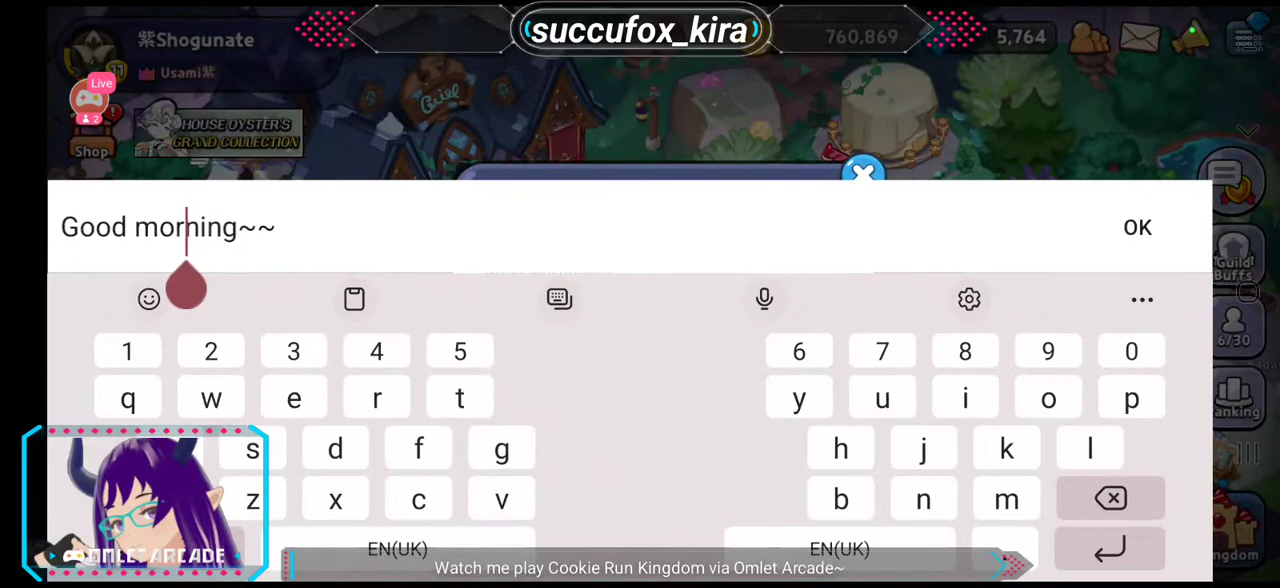 succufox_kira
紫Shogunate
760,869
5,764
11
Usami紫
Live
2
HOUSE OYSTER'S
GRAND COLLECTION
Guild
Shop
Good morning~~
OK
Guild
Buffs
6/30
1 2 3 4 5 6 7 8 9 0
q w e r t y u i o p
s d f g h j k l
z x c v b n m
EN(UK) EN(UK)
OMLET ARCADE
Watch me play Cookie Run Kingdom via Omlet Arcade~